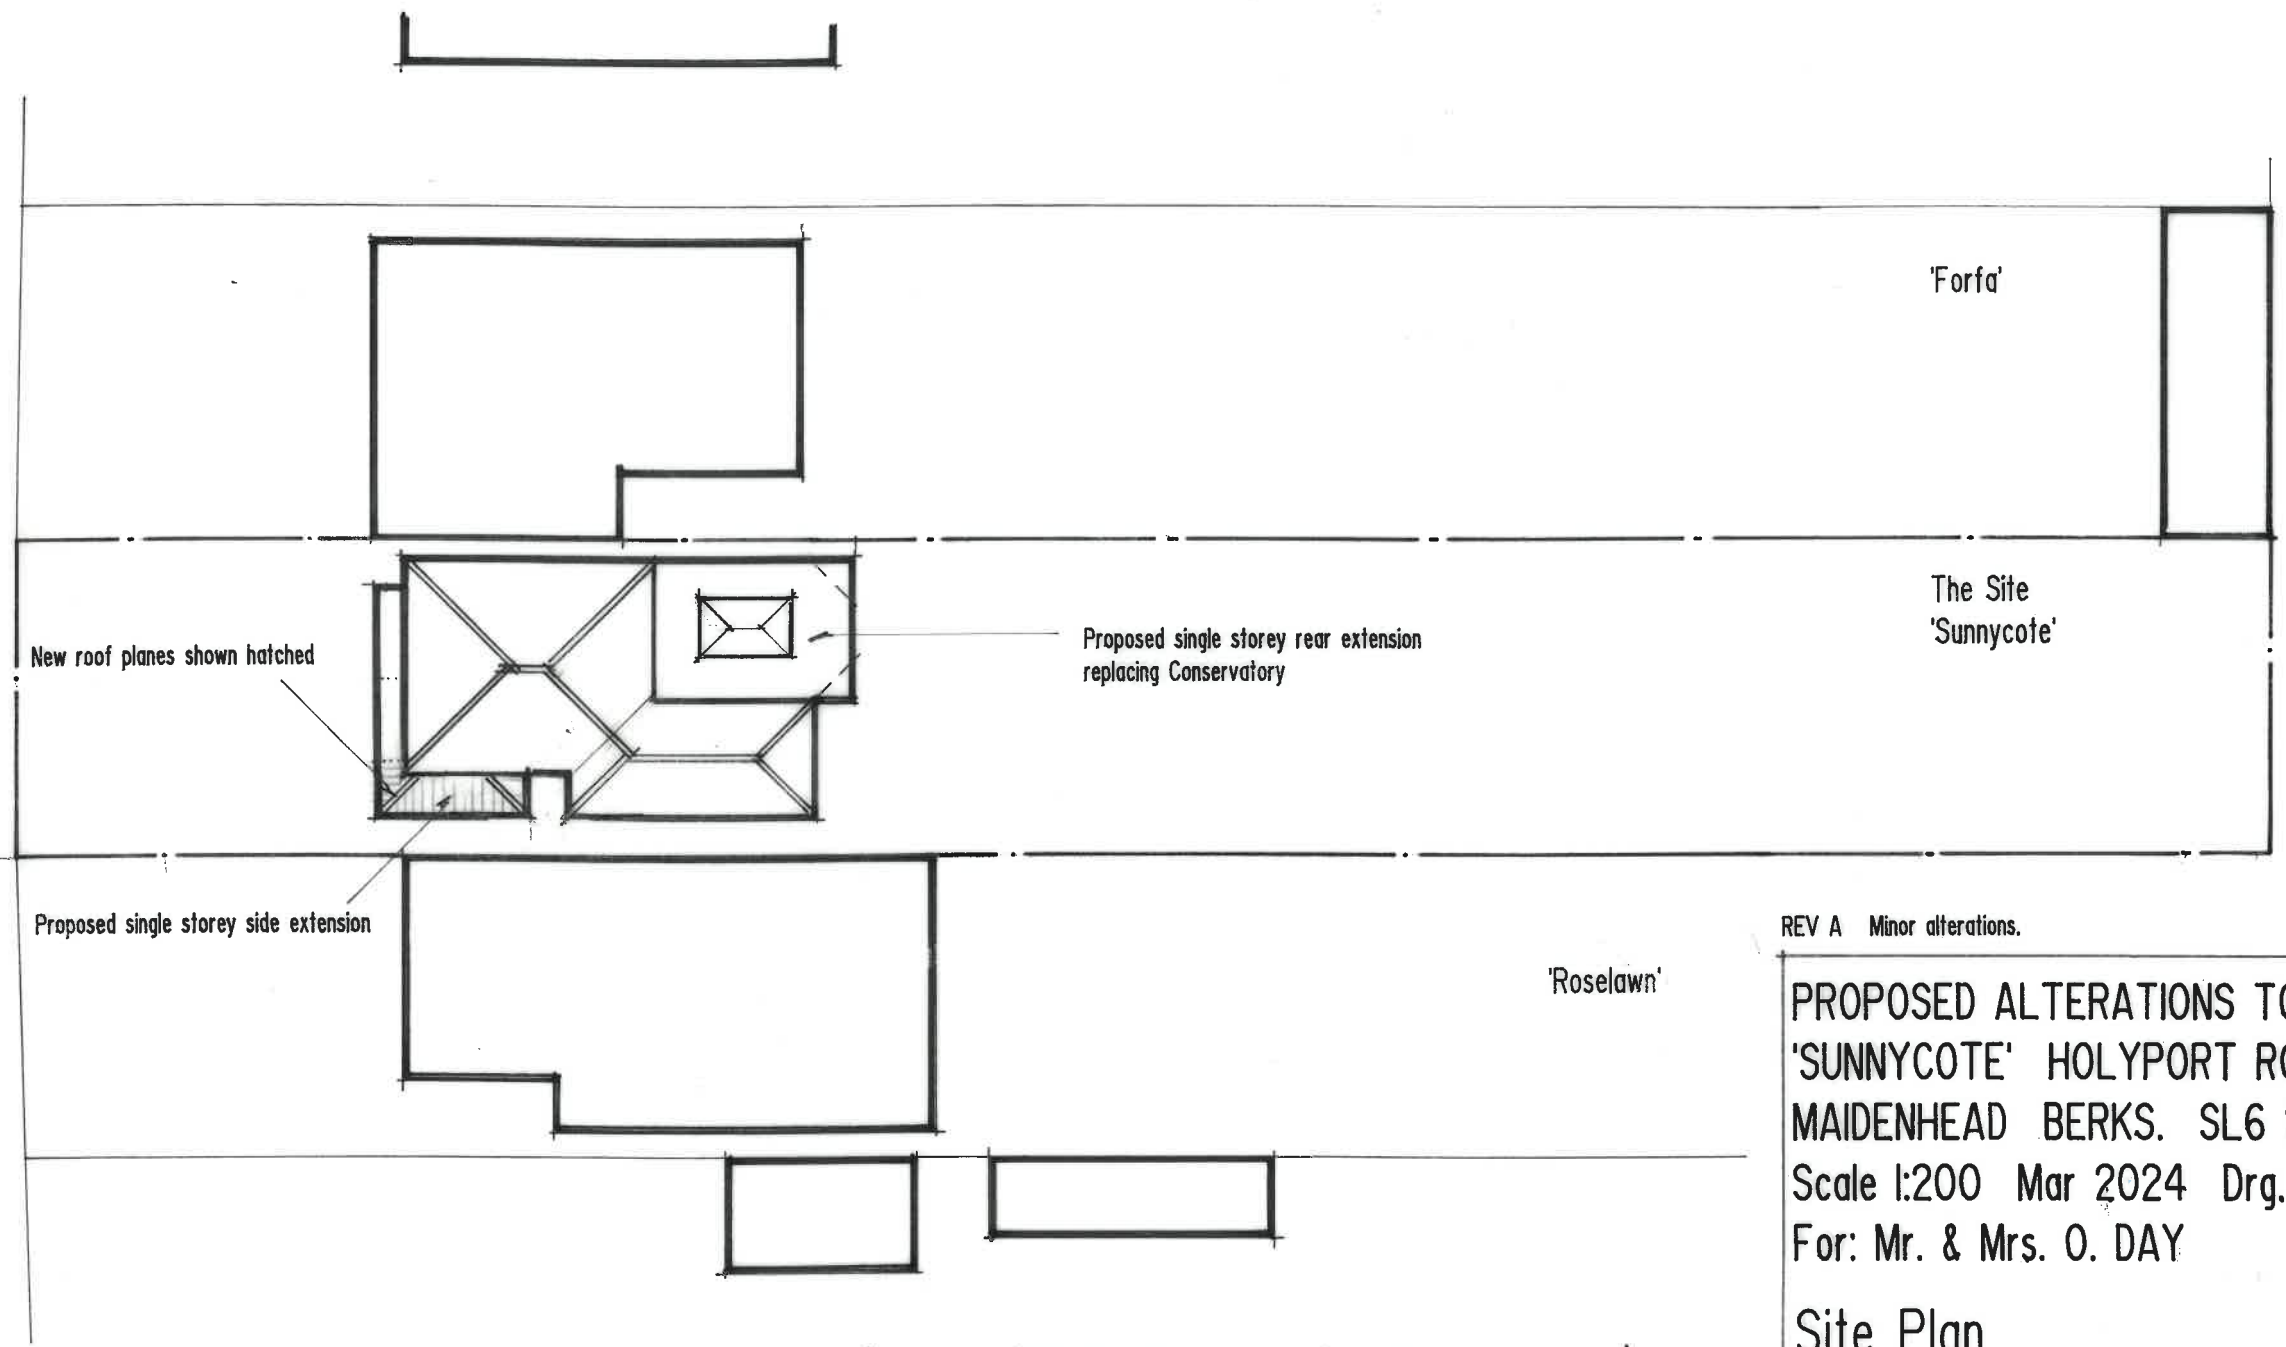 'Forfa'
The Site
'Sunnycote'
New roof planes shown hatched
Proposed single storey rear extension
replacing Conservatory
Proposed single storey side extension
'Roselawn'
REV A Minor alterations.
PROPOSED ALTERATIONS TO
'SUNNYCOTE' HOLYPORT RO
MAIDENHEAD BERKS. SL6
Scale 1:200 Mar 2024 Drg.
For: Mr. & Mrs. O. DAY
Site Plan